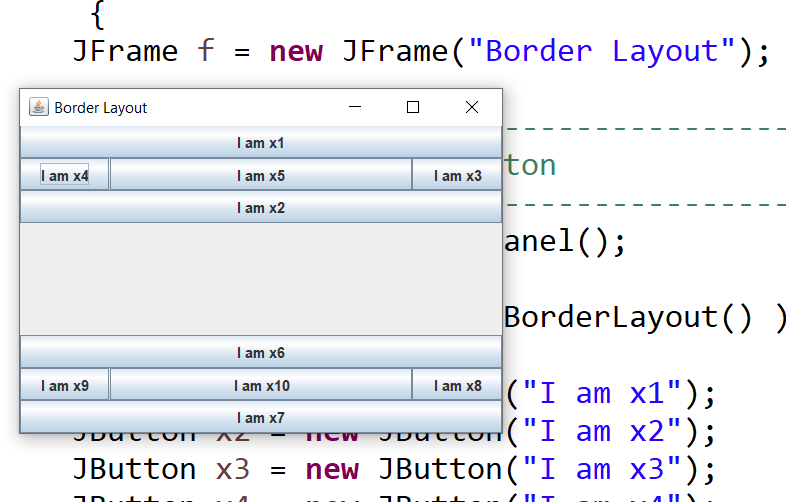 {
JFrame f = new JFrame("Border Layout");
Border Layout
I am x1
I am x4 I am x5 I am x3
I am x2
I am x6
I am x9 I am x10 I am x8
I am x7
---------------
ton
---------------
anel();
BorderLayout() )
("I am x1");
JButton x2 = new JButton("I am x2");
JButton x3 = new JButton("I am x3");
JButton x4 = new JButton("I am x4");